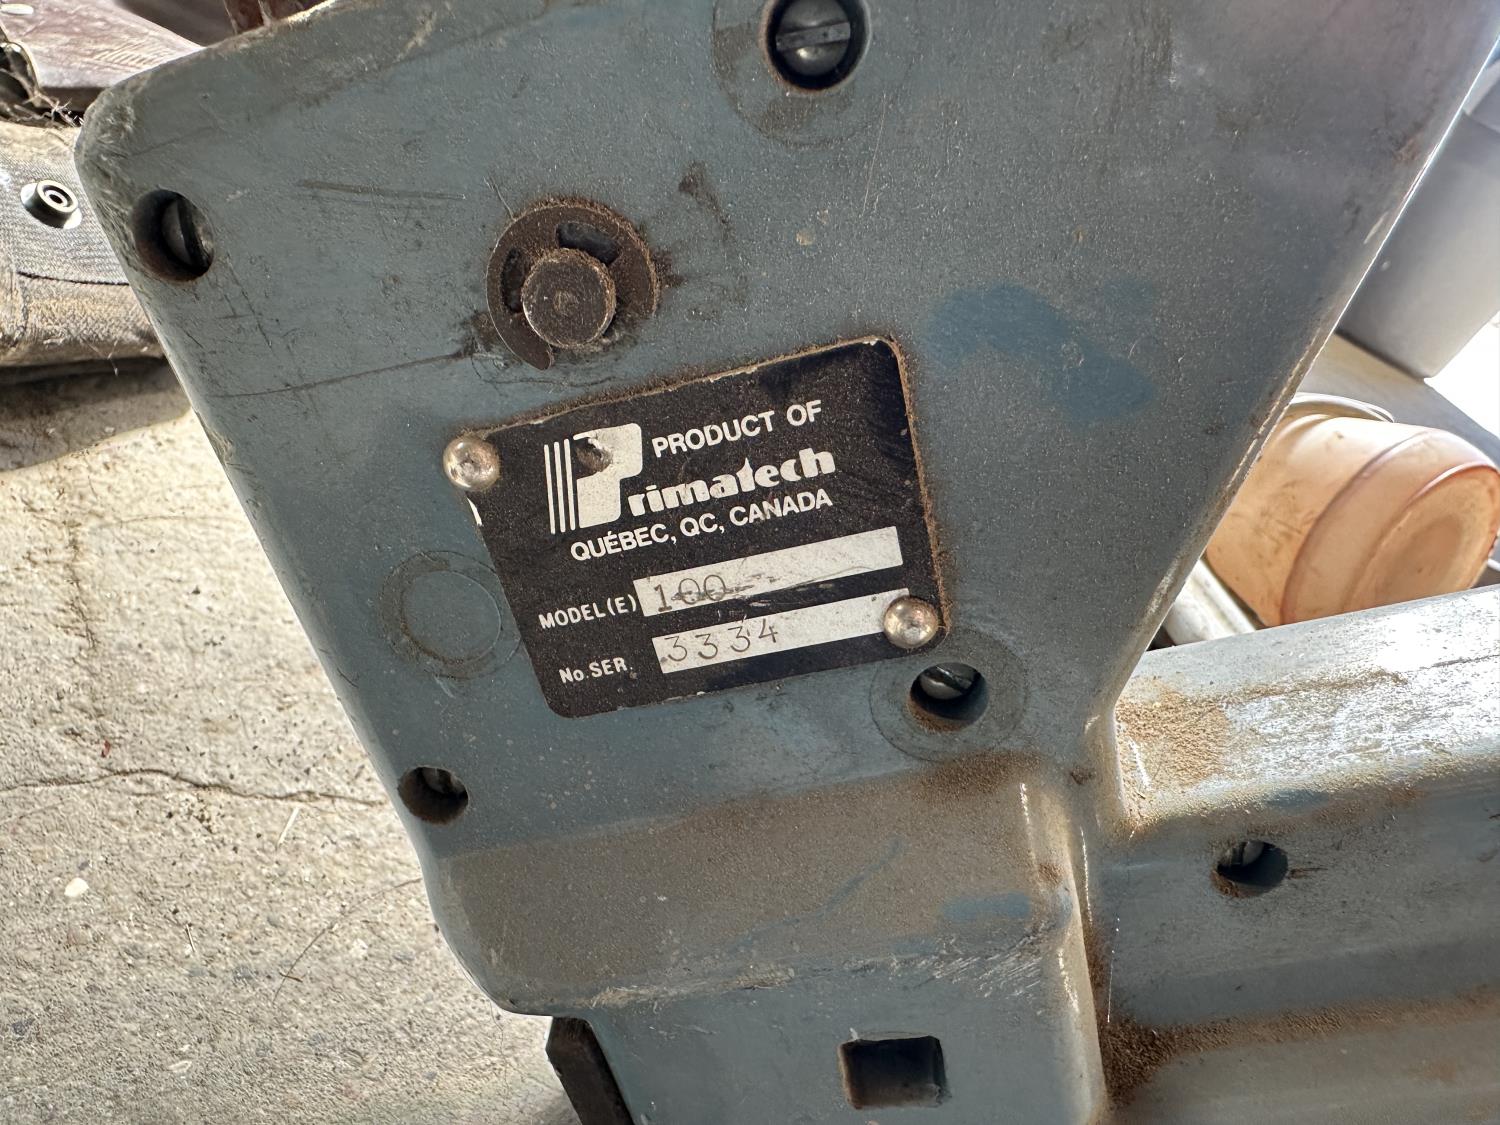 PRODUCT OF
Primatech
QUÉBEC, QC, CANADA
MODEL(E) 100
No. SER. 3334